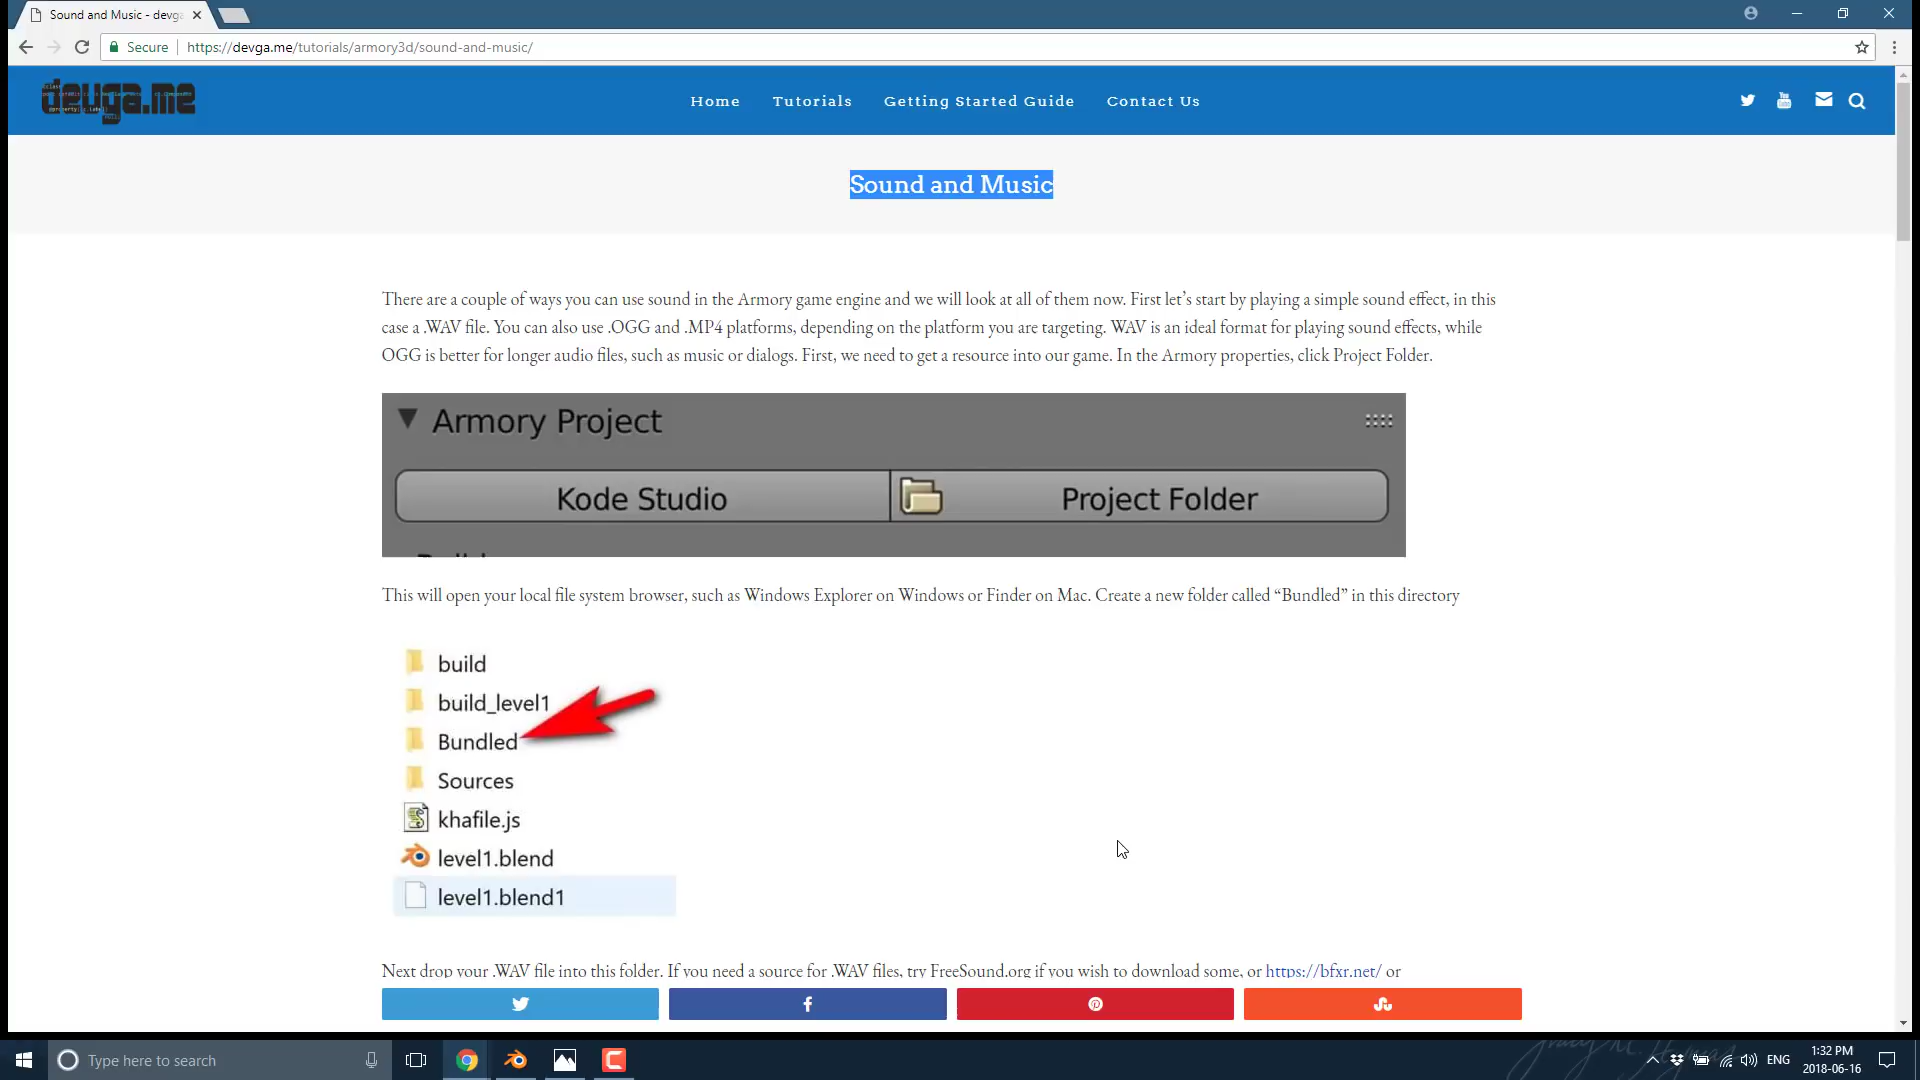 Sound and Music - devga
Secure
https://devga.me/tutorials/armory3d/sound-and-music/
devga.me
Home
Tutorials
Getting Started Guide
Contact Us
Sound and Music
There are a couple of ways you can use sound in the Armory game engine and we will look at all of them now. First let’s start by playing a simple sound effect, in this
case a .WAV file. You can also use .OGG and .MP4 platforms, depending on the platform you are targeting. WAV is an ideal format for playing sound effects, while
OGG is better for longer audio files, such as music or dialogs. First, we need to get a resource into our game. In the Armory properties, click Project Folder.
Armory Project
Kode Studio
Project Folder
This will open your local file system browser, such as Windows Explorer on Windows or Finder on Mac. Create a new folder called “Bundled” in this directory
build
build_level1
Bundled
Sources
khafile.js
level1.blend
level1.blend1
Next drop your .WAV file into this folder. If you need a source for .WAV files, try FreeSound.org if you wish to download some, or https://bfxr.net/ or
Type here to search
ENG
1:32 PM
2018-06-16